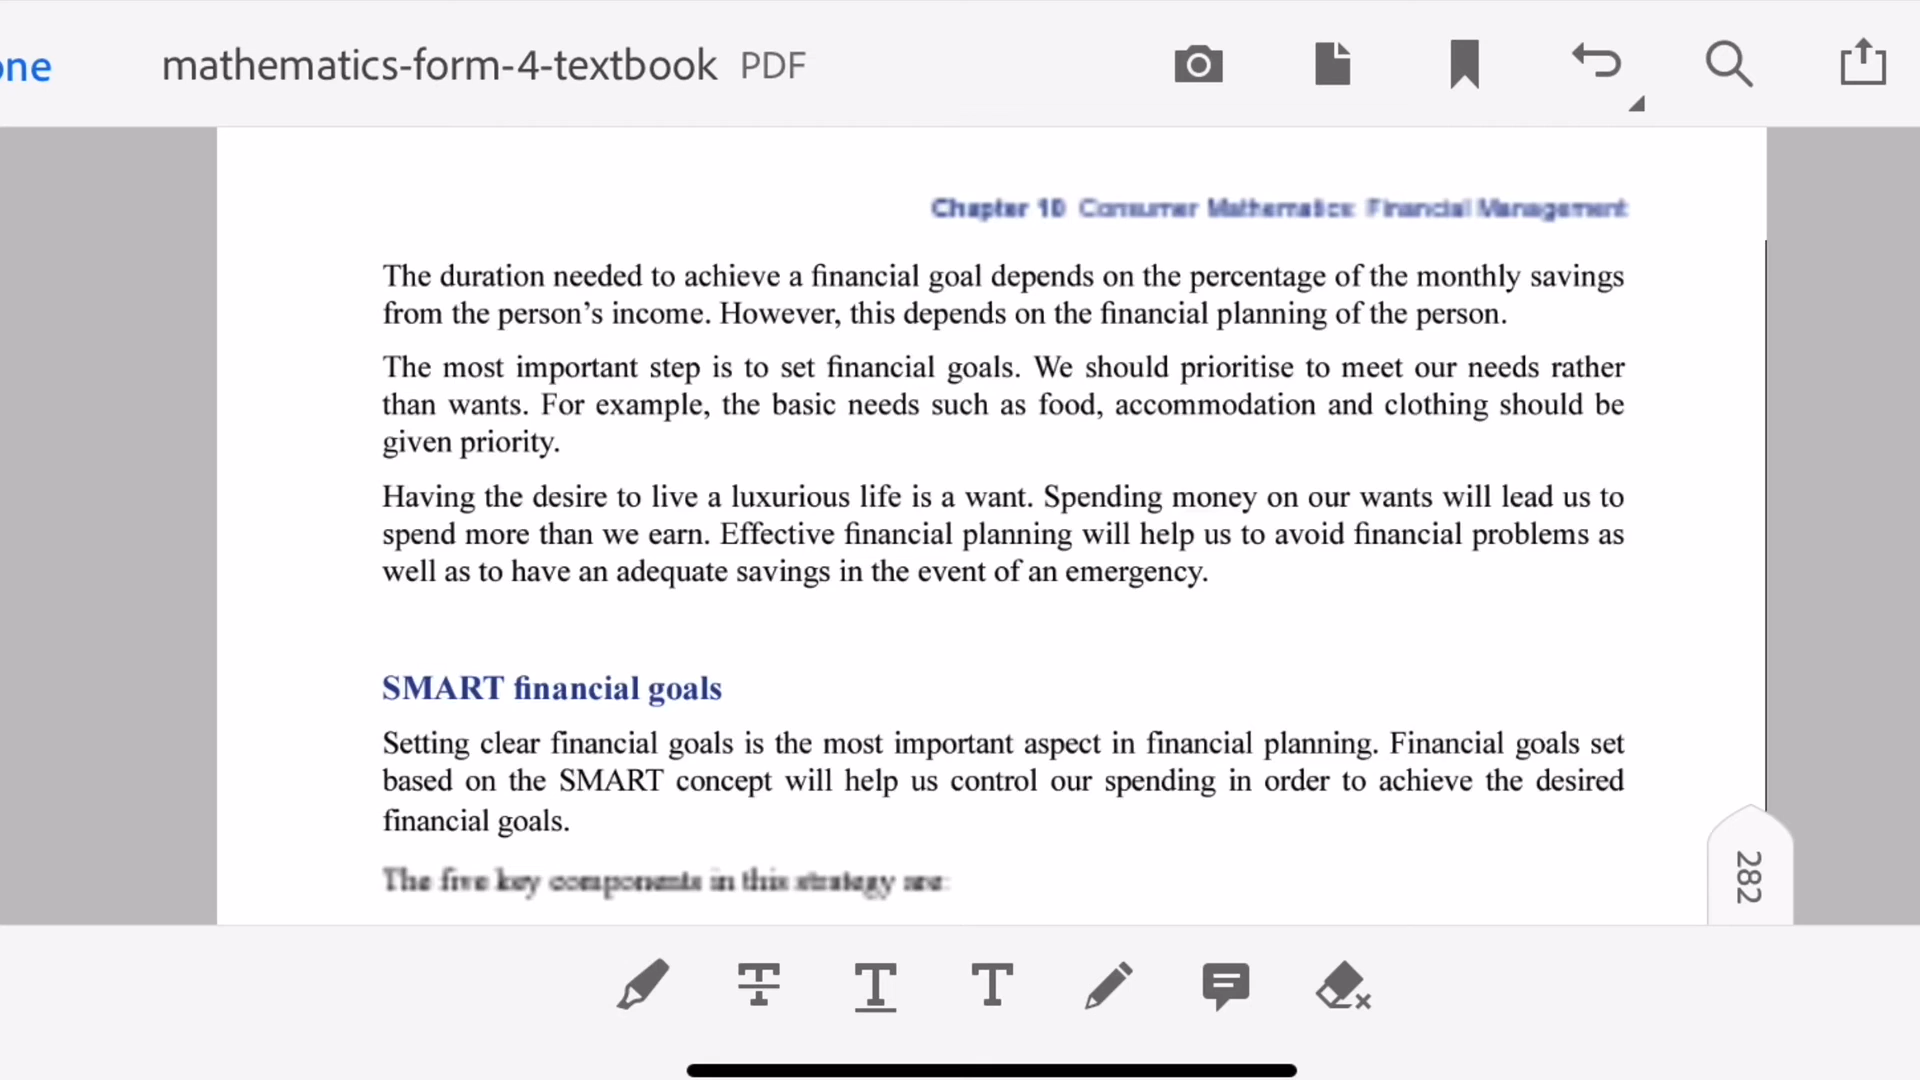 one
mathematics-form-4-textbook PDF
Chapter 10 Consumer Mathematics: Financial Management
The duration needed to achieve a financial goal depends on the percentage of the monthly savings
from the person’s income. However, this depends on the financial planning of the person.
The most important step is to set financial goals. We should prioritise to meet our needs rather
than wants. For example, the basic needs such as food, accommodation and clothing should be
given priority.
Having the desire to live a luxurious life is a want. Spending money on our wants will lead us to
spend more than we earn. Effective financial planning will help us to avoid financial problems as
well as to have an adequate savings in the event of an emergency.
SMART financial goals
Setting clear financial goals is the most important aspect in financial planning. Financial goals set
based on the SMART concept will help us control our spending in order to achieve the desired
financial goals.
The five key components in this strategy are:
282